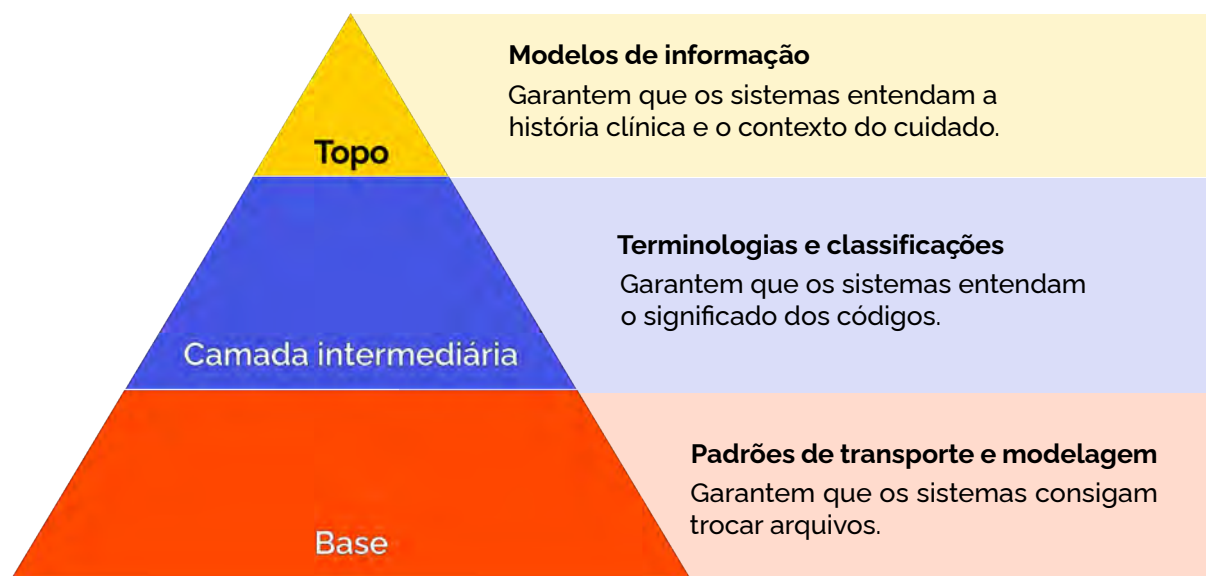 Modelos de informação
Garantem que os sistemas entendam a
história clínica e o contexto do cuidado.
Topo
Terminologias e classificações
Garantem que os sistemas entendam
o significado dos códigos.
Camada intermediária
Padrões de transporte e modelagem
Garantem que os sistemas consigam
trocar arquivos.
Base